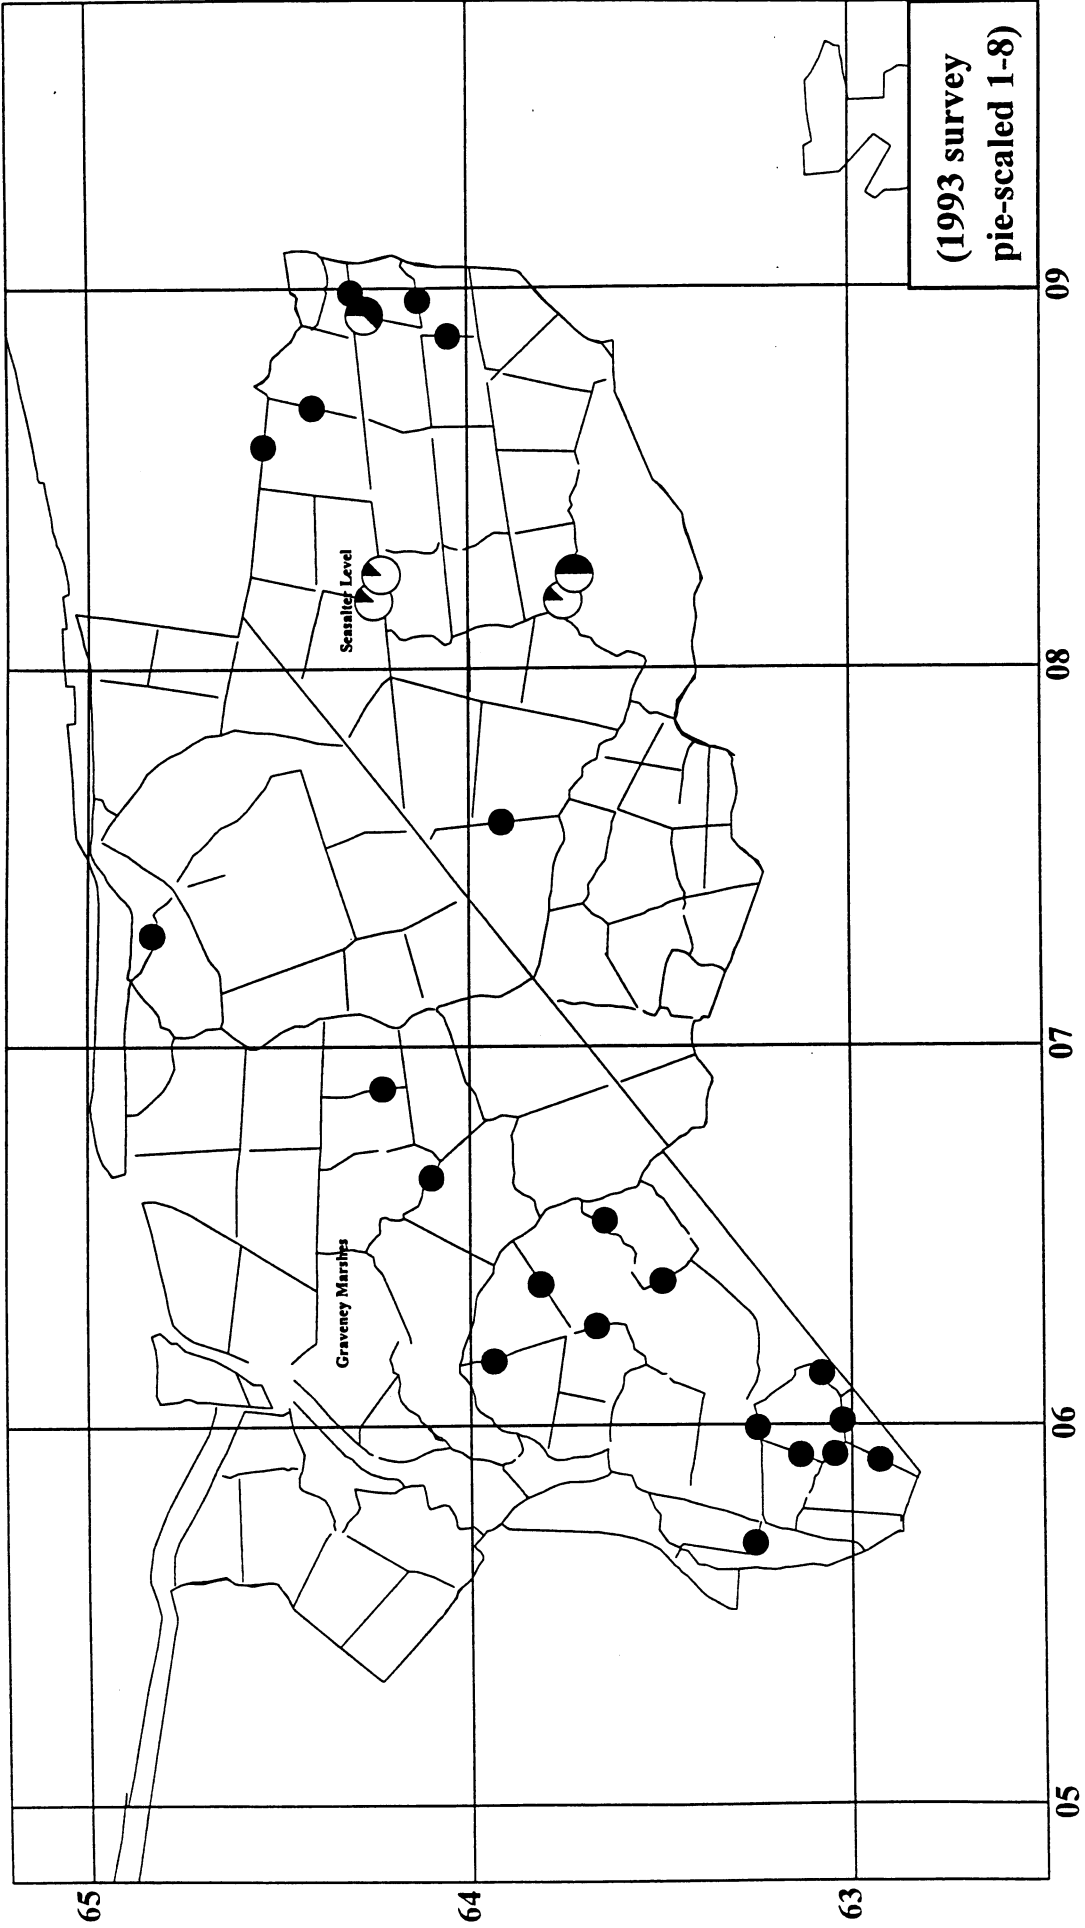 65
64
63
Seasalter Level
Graveney Marshes
05
06
07
08
09
(1993 survey
pie-scaled 1-8)